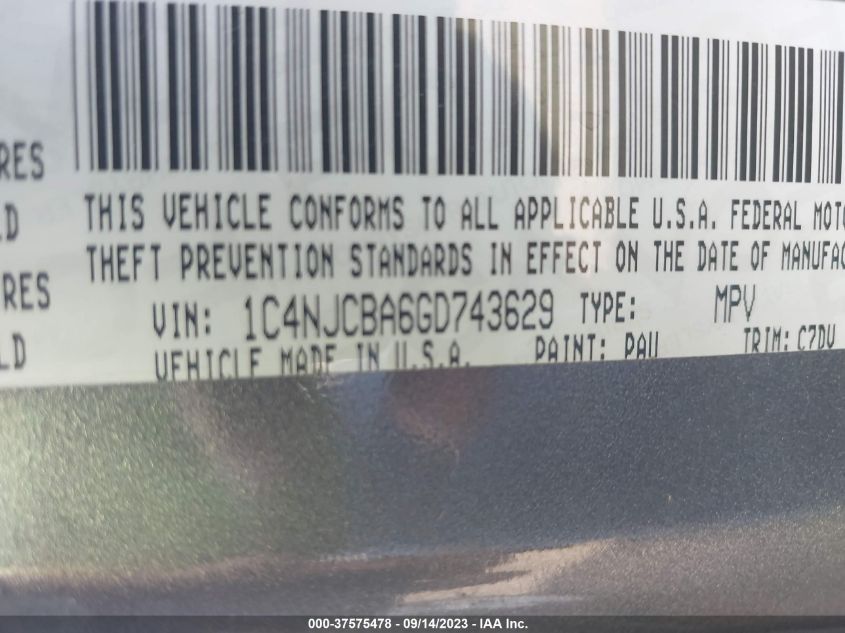 RES
LD
RES
LD
THIS VEHICLE CONFORMS TO ALL APPLICABLE U.S.A. FEDERAL MOTO
THEFT PREVENTION STANDARDS IN EFFECT ON THE DATE OF MANUFAC
VIN: 1C4NJCBA6GD743629 TYPE: MPV
VEHICLE MADE IN U.S.A. PAINT: PAU TRIM: C7DV
000-37575478 - 09/14/2023 - IAA Inc.